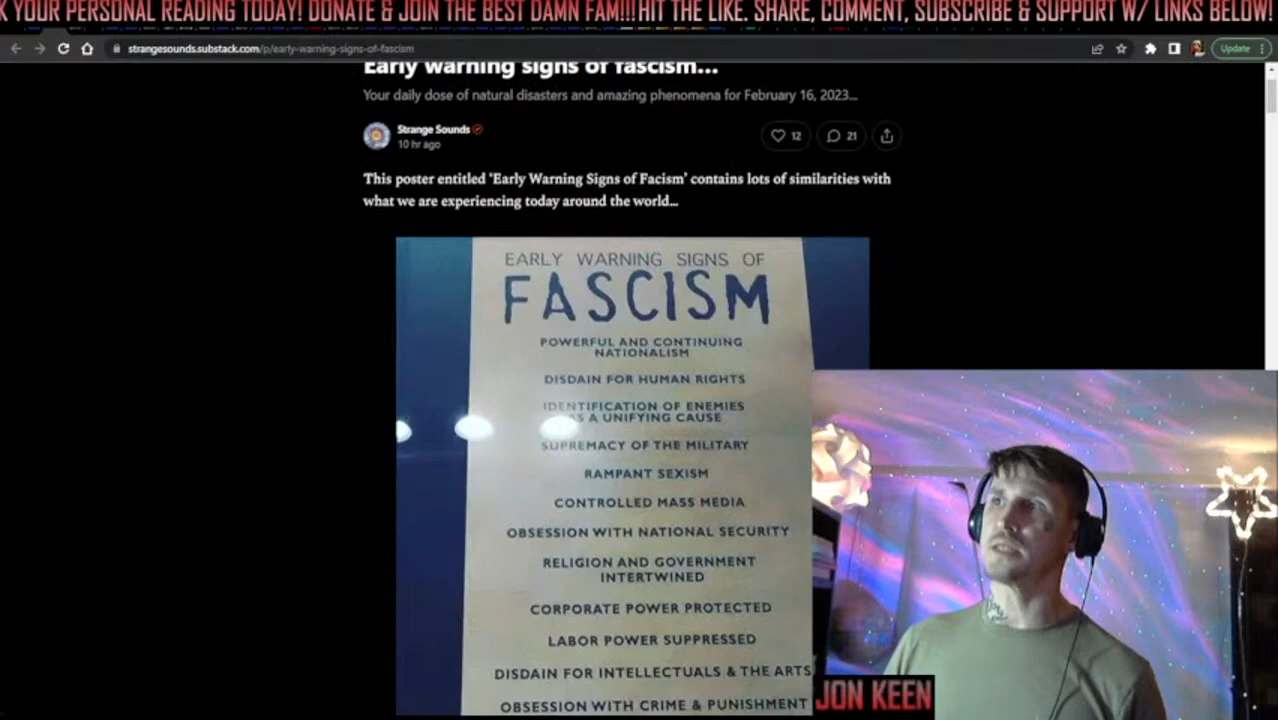 K YOUR PERSONAL READING TODAY! DONATE & JOIN THE BEST DAMN FAM!!! HIT THE LIKE. SHARE, COMMENT, SUBSCRIBE & SUPPORT W/ LINKS BELOW!
strangesounds.substack.com/p/early-warning-signs-of-fascism
Update
Early warning signs of fascism...
Your daily dose of natural disasters and amazing phenomena for February 16, 2023...
Strange Sounds
10 hr ago
12
21
This poster entitled 'Early Warning Signs of Facism' contains lots of similarities with
what we are experiencing today around the world...
EARLY WARNING SIGNS OF
FASCISM
POWERFUL AND CONTINUING
NATIONALISM
DISDAIN FOR HUMAN RIGHTS
IDENTIFICATION OF ENEMIES
AS A UNIFYING CAUSE
SUPREMACY OF THE MILITARY
RAMPANT SEXISM
CONTROLLED MASS MEDIA
OBSESSION WITH NATIONAL SECURITY
RELIGION AND GOVERNMENT
INTERTWINED
CORPORATE POWER PROTECTED
LABOR POWER SUPPRESSED
DISDAIN FOR INTELLECTUALS & THE ARTS
OBSESSION WITH CRIME & PUNISHMENT
JON KEEN